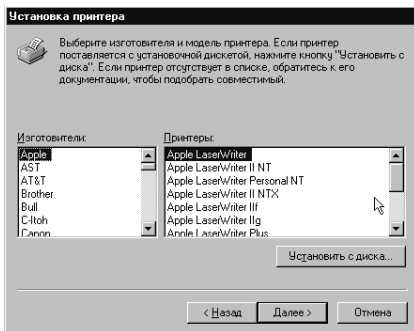 Установка принтера
Выберите изготовителя и модель принтера. Если принтер
поставляется с установочной дискетой, нажмите кнопку "Установить с
диска". Если принтер отсутствует в списке, обратитесь к его
документации, чтобы подобрать совместимый.
Изготовители:
Apple
AST
AT&T
Brother
Bull
C-Itoh
Canon
Принтеры:
Apple LaserWriter
Apple LaserWriter II NT
Apple LaserWriter Personal NT
Apple LaserWriter II NTX
Apple LaserWriter IIf
Apple LaserWriter IIg
Apple LaserWriter Plus
Установить с диска...
< Назад
Далее >
Отмена